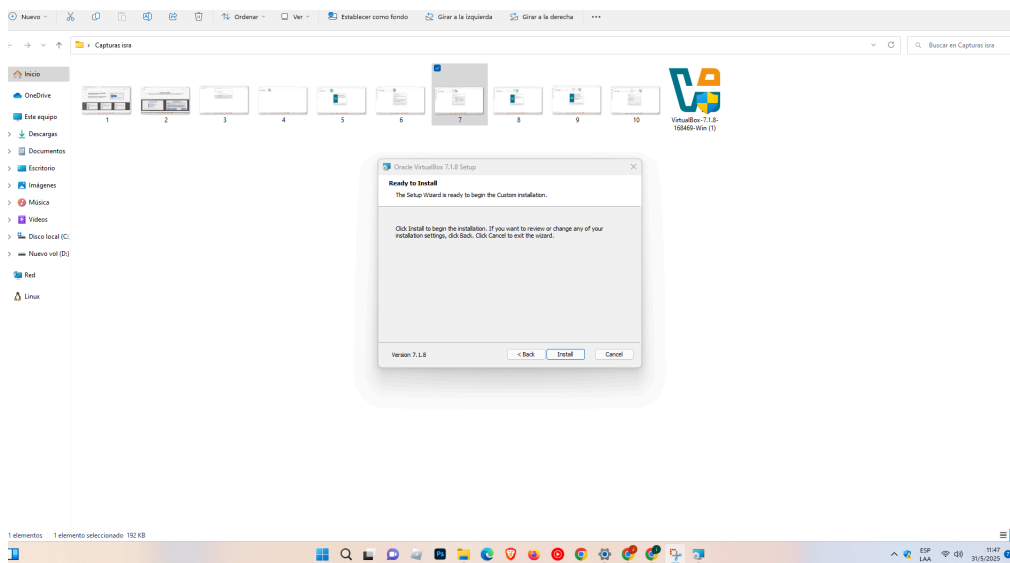 Nuevo
Ordenar
Ver
Establecer como fondo
Girar a la izquierda
Girar a la derecha
Capturas isra
Buscar en Capturas isra
Inicio
OneDrive
Este equipo
Descargas
Documentos
Escritorio
Imágenes
Música
Vídeos
Disco local (C:
Nuevo vol (D:)
Red
Linux
1
2
3
4
5
6
7
8
9
10
VirtualBox-7.1.8-
168469-Win (1)
Oracle VirtualBox 7.1.8 Setup
Ready to Install
The Setup Wizard is ready to begin the Custom installation.
Click Install to begin the installation. If you want to review or change any of your
installation settings, click Back. Click Cancel to exit the wizard.
Version 7.1.8
< Back
Install
Cancel
1 elementos
1 elemento seleccionado 192 KB
Ps
ESP
LAA
11:47
31/5/2025